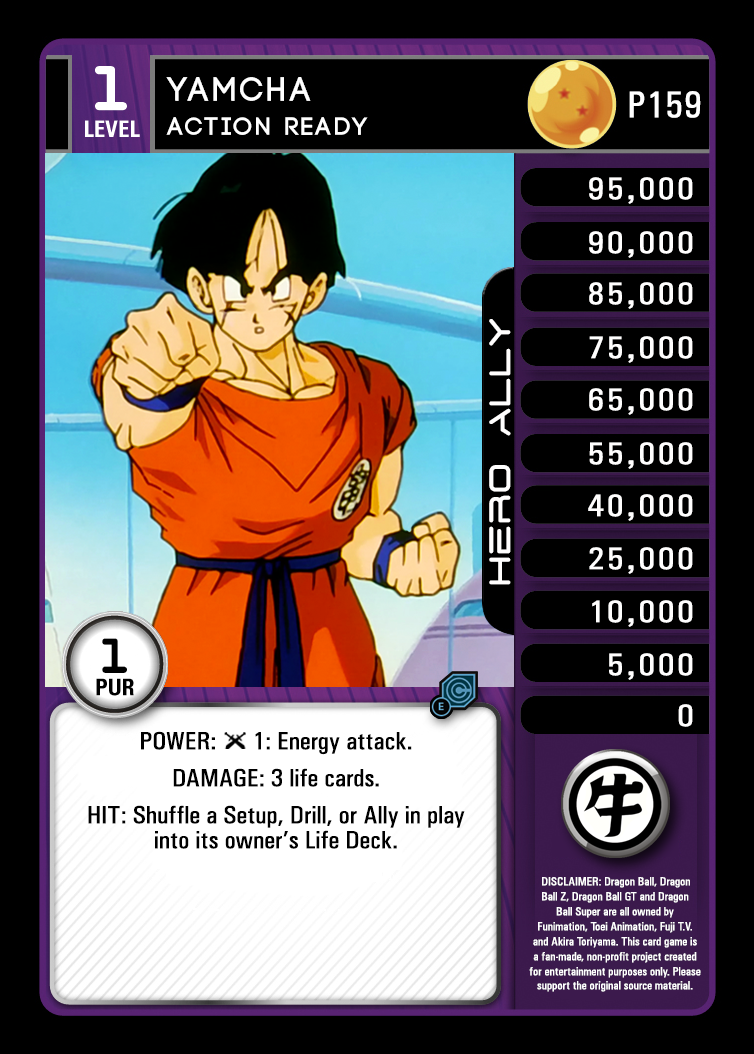 1
LEVEL
YAMCHA
ACTION READY
P159
95,000
90,000
85,000
75,000
65,000
55,000
40,000
25,000
10,000
5,000
0
HERO ALLY
1
PUR
E
POWER: 1: Energy attack.
DAMAGE: 3 life cards.
HIT: Shuffle a Setup, Drill, or Ally in play
into its owner's Life Deck.
牛
DISCLAIMER: Dragon Ball, Dragon
Ball Z, Dragon Ball GT and Dragon
Ball Super are all owned by
Funimation, Toei Animation, Fuji T.V.
and Akira Toriyama. This card game is
a fan-made, non-profit project created
for entertainment purposes only. Please
support the original source material.